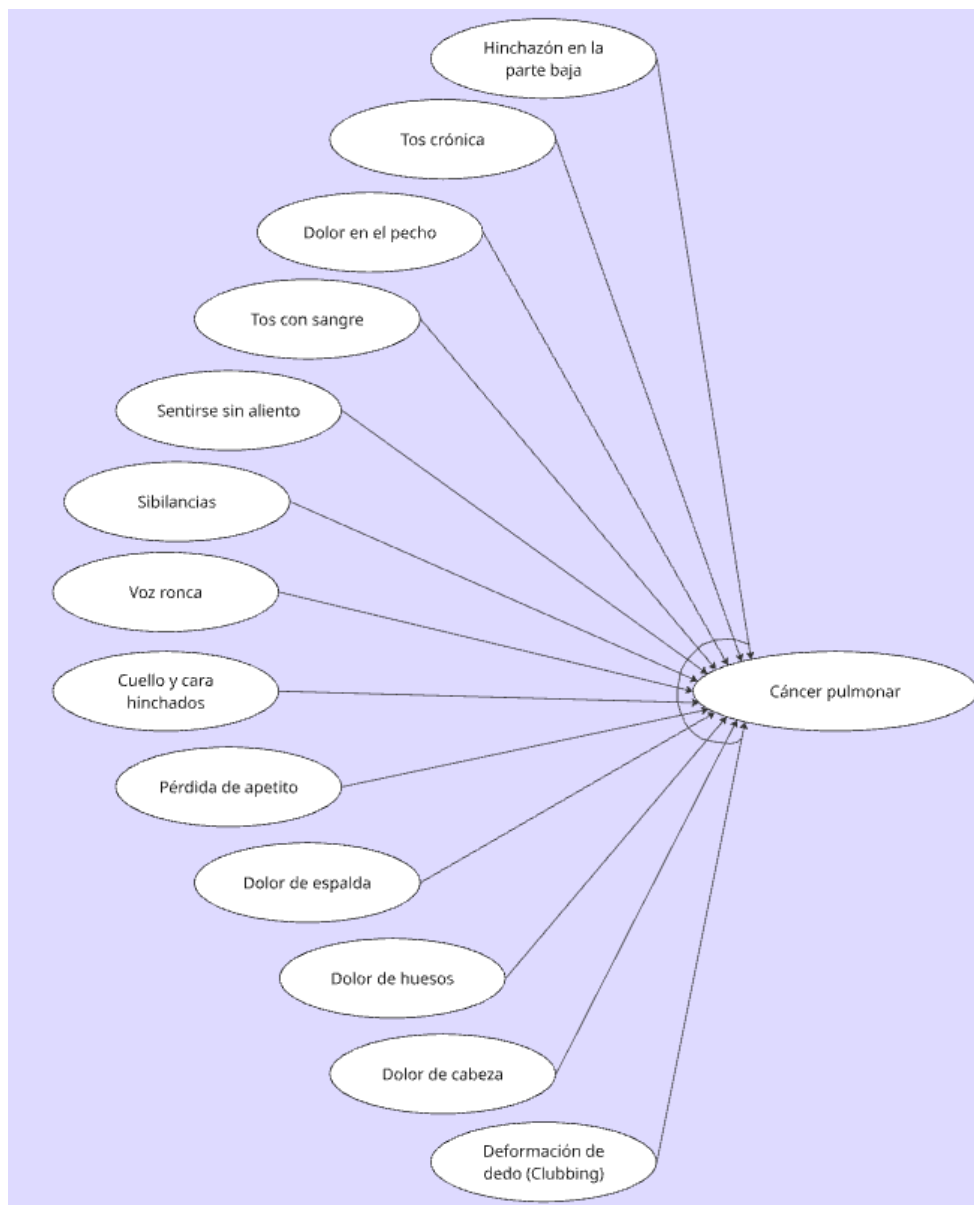 Hinchazón en la
parte baja
Tos crónica
Dolor en el pecho
Tos con sangre
Sentirse sin aliento
Sibilancias
Voz ronca
Cuello y cara
hinchados
Cáncer pulmonar
Pérdida de apetito
Dolor de espalda
Dolor de huesos
Dolor de cabeza
Deformación de
dedo (Clubbing)